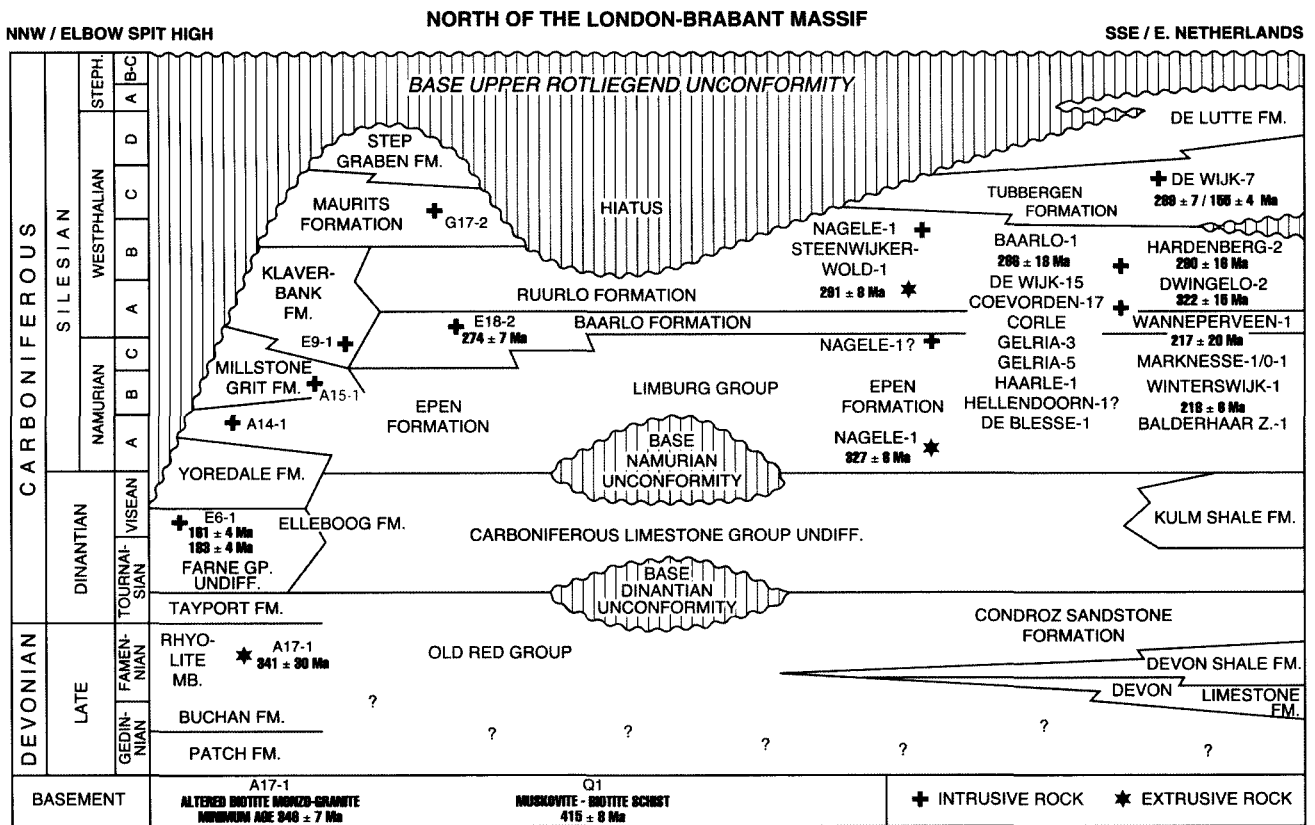 NORTH OF THE LONDON-BRABANT MASSIF
NNW / ELBOW SPIT HIGH
SSE / E. NETHERLANDS
CARBONIFEROUS
SILESIAN
STEPH.
B-C
A
WESTPHALIAN
D
C
B
A
NAMURIAN
C
B
A
DINANTIAN
VISEAN
TOURNAI-
SIAN
DEVONIAN
LATE
FAMEN-
NIAN
GEDIN-
NIAN
BASEMENT
BASE UPPER ROTLIEGEND UNCONFORMITY
HIATUS
STEP
GRABEN FM.
MAURITS
FORMATION
G17-2
KLAVER-
BANK
FM.
E9-1
MILLSTONE
GRIT FM.
A15-1
A14-1
YOREDALE FM.
E6-1
161 ± 4 Ma
183 ± 4 Ma
FARNE GP.
UNDIFF.
ELLEBOOG FM.
TAYPORT FM.
RHYO-
LITE
MB.
A17-1
341 ± 30 Ma
BUCHAN FM.
PATCH FM.
RUURLO FORMATION
E18-2
274 ± 7 Ma
BAARLO FORMATION
LIMBURG GROUP
EPEN
FORMATION
BASE
NAMURIAN
UNCONFORMITY
CARBONIFEROUS LIMESTONE GROUP UNDIFF.
BASE
DINANTIAN
UNCONFORMITY
OLD RED GROUP
?
?
?
?
?
?
?
NAGELE-1
STEENWIJKER-
WOLD-1
291 ± 8 Ma
NAGELE-1?
EPEN
FORMATION
NAGELE-1
327 ± 8 Ma
DE LUTTE FM.
DE WIJK-7
289 ± 7 / 155 ± 4 Ma
TUBBERGEN
FORMATION
BAARLO-1
286 ± 18 Ma
DE WIJK-15
COEVORDEN-17
CORLE
GELRIA-3
GELRIA-5
HAARLE-1
HELLENDOORN-1?
DE BLESSE-1
HARDENBERG-2
290 ± 16 Ma
DWINGELO-2
322 ± 15 Ma
WANNEPERVEEN-1
217 ± 20 Ma
MARKNESSE-1/0-1
WINTERSWIJK-1
218 ± 6 Ma
BALDERHAAR Z.-1
KULM SHALE FM.
CONDROZ SANDSTONE
FORMATION
DEVON SHALE FM.
DEVON LIMESTONE
FM.
A17-1
ALTERED BIOTITE MONZO-GRANITE
MINIMUM AGE 346 ± 7 Ma
Q1
MUSKOVITE - BIOTITE SCHIST
415 ± 8 Ma
INTRUSIVE ROCK
EXTRUSIVE ROCK